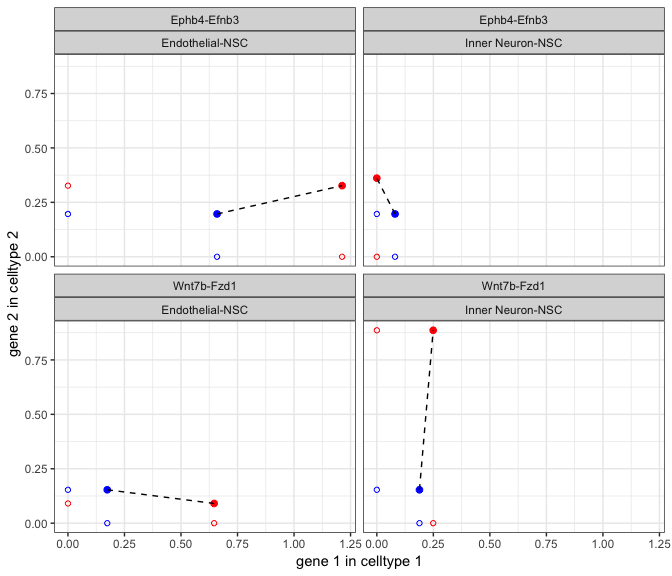 Ephb4-Efnb3
Ephb4-Efnb3
Endothelial-NSC
Inner Neuron-NSC
0.75
0.50
0.25
0.00
Wnt7b-Fzd1
Wnt7b-Fzd1
Endothelial-NSC
Inner Neuron-NSC
0.75
0.50
0.25
0.00
0.00 0.25 0.50 0.75 1.00 1.25
0.00 0.25 0.50 0.75 1.00 1.25
gene 1 in celltype 1
gene 2 in celltype 2